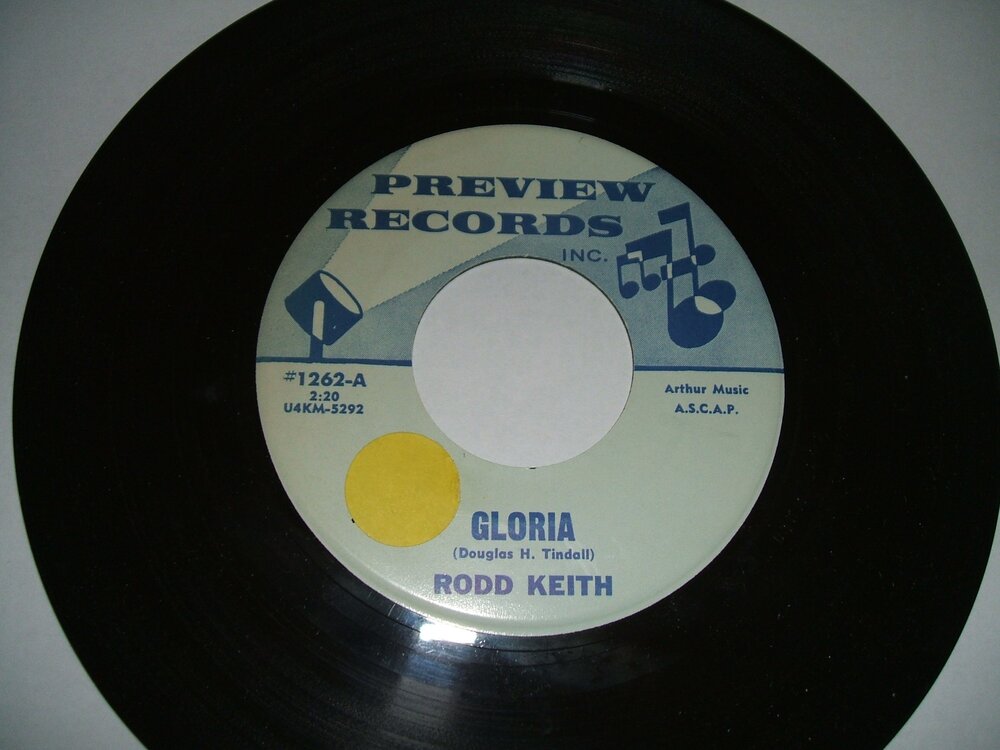 PREVIEW
RECORDS
INC.
#1262-A
2:20
U4KM-5292
Arthur Music
A.S.C.A.P.
GLORIA
(Douglas H. Tindall)
RODD KEITH